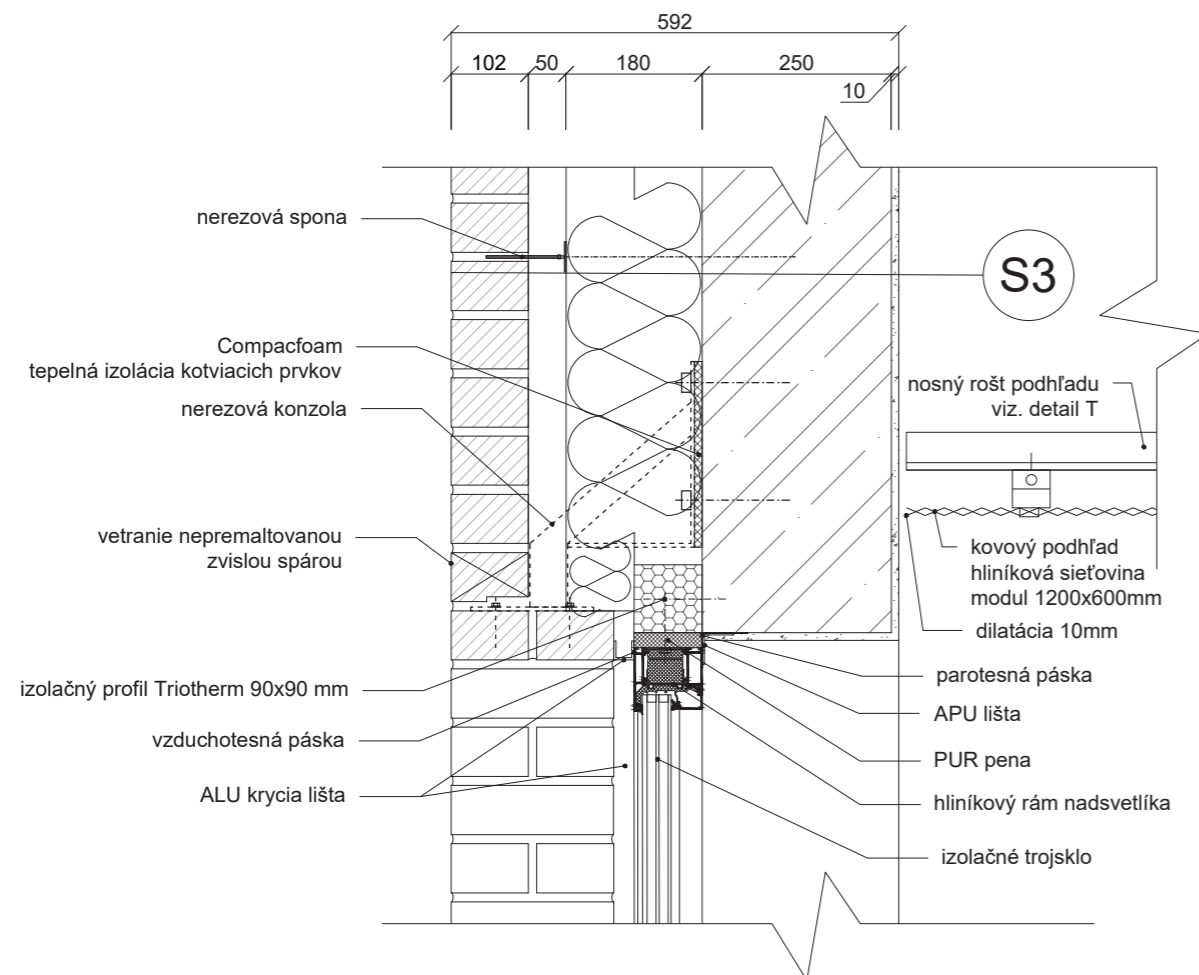 592
102
50
180
250
10
nerezová spona
S3
Compacfoam
tepelná izolácia kotviacich prvkov
nerezová konzola
vetranie nepremaltovanou
zvislou spárou
izolačný profil Triotherm 90x90 mm
vzduchotesná páska
ALU krycia lišta
nosný rošt podhľadu
viz. detail T
kovový podhľad
hliníková sieťovina
modul 1200x600mm
dilatácia 10mm
parotesná páska
APU lišta
PUR pena
hliníkový rám nadsvetlíka
izolačné trojsklo